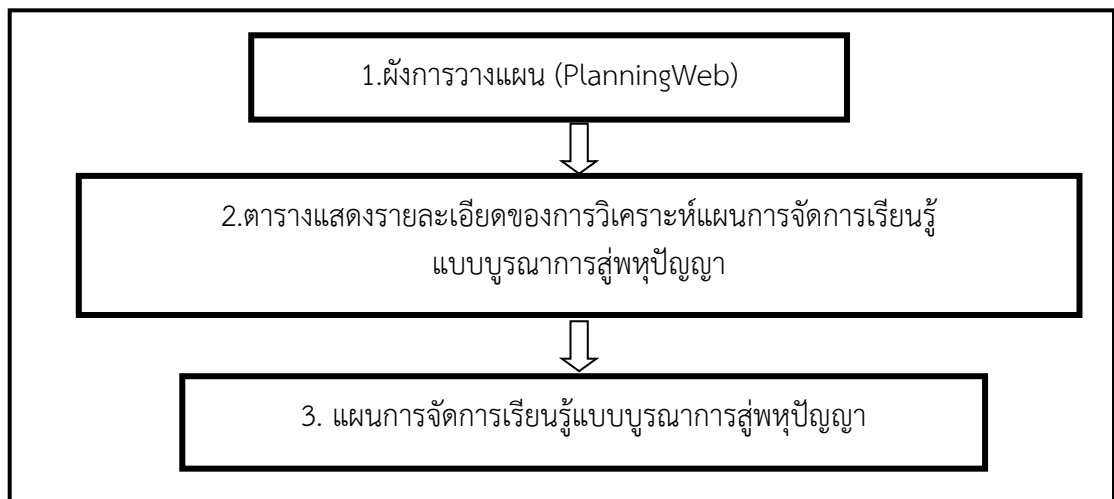 1.ผังการวางแผน (PlanningWeb)
2.ตารางแสดงรายละเอียดของการวิเคราะห์แผนการจัดการเรียนรู้
แบบบูรณาการสู่พหุปัญญา
3. แผนการจัดการเรียนรู้แบบบูรณาการสู่พหุปัญญา